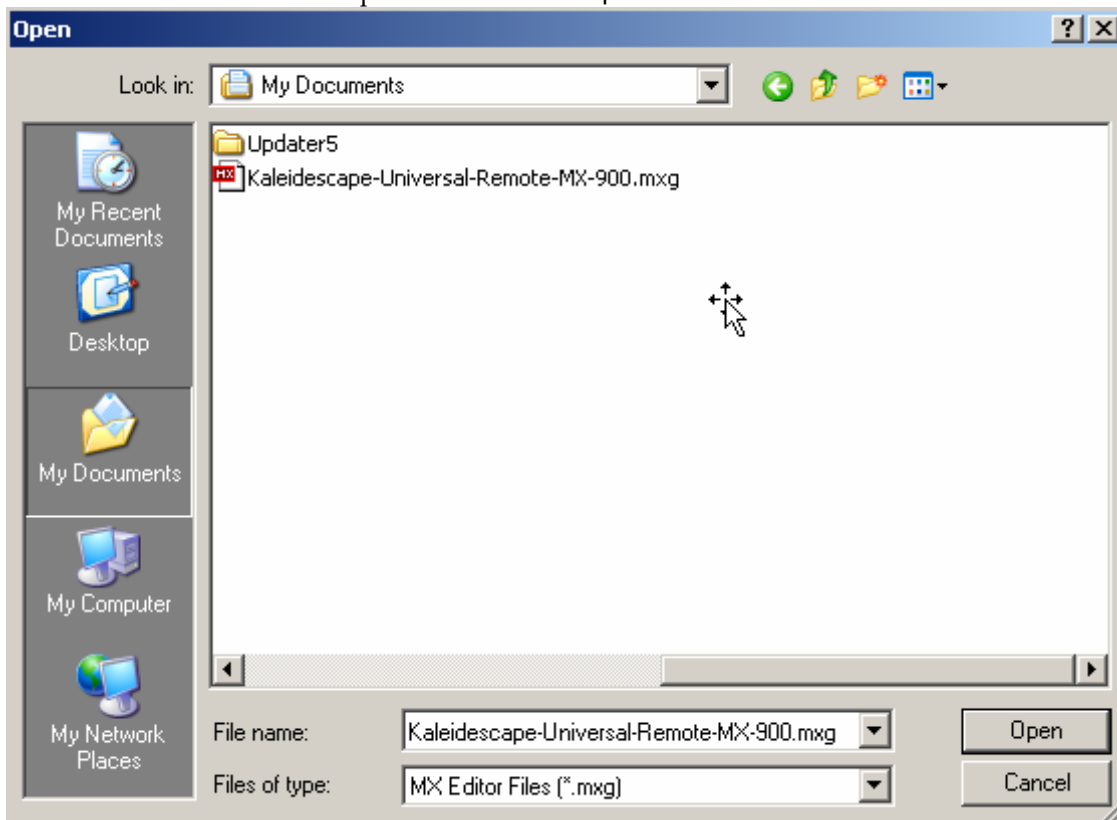 Open
Look in:
My Documents
My Recent
Documents
Desktop
My Documents
My Computer
My Network
Places
Updater5
MX
Kaleidescape-Universal-Remote-MX-900.mxg
File name:
Kaleidescape-Universal-Remote-MX-900.mxg
Open
Files of type:
MX Editor Files (*.mxg)
Cancel